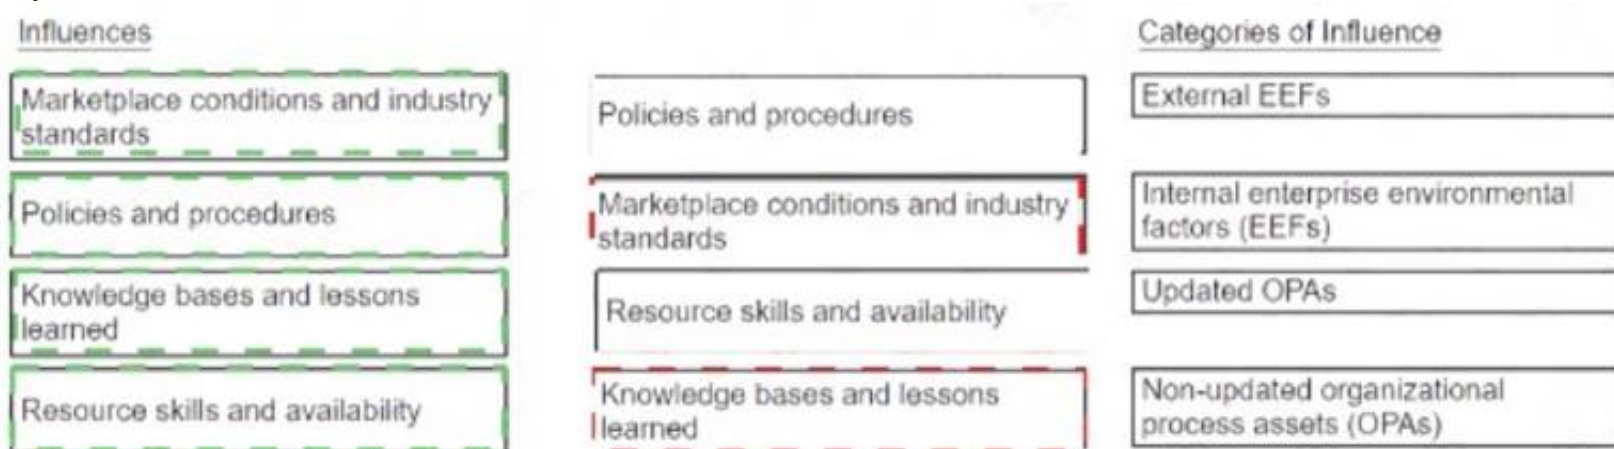 Influences
Marketplace conditions and industry
standards
Policies and procedures
Knowledge bases and lessons
learned
Resource skills and availability
Policies and procedures
Marketplace conditions and industry
standards
Resource skills and availability
Knowledge bases and lessons
learned
Categories of Influence
External EEFs
Internal enterprise environmental
factors (EEFs)
Updated OPAs
Non-updated organizational
process assets (OPAs)